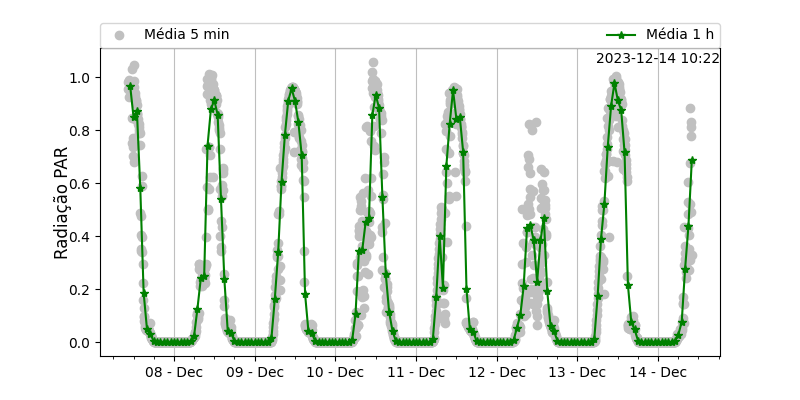 Média 5 min
Média 1 h
2023-12-14 10:22
Radiação PAR
1.0
0.8
0.6
0.4
0.2
0.0
08 - Dec
09 - Dec
10 - Dec
11 - Dec
12 - Dec
13 - Dec
14 - Dec